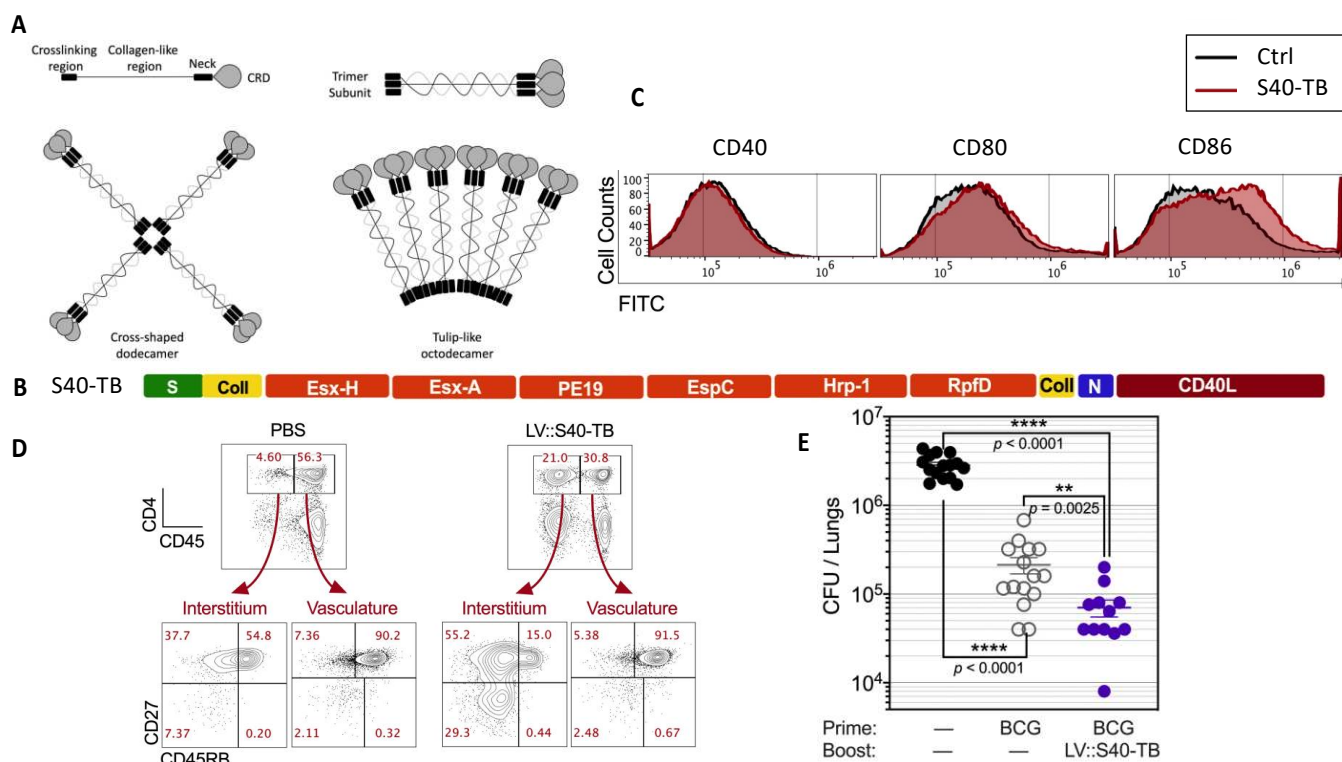 A
Crosslinking region
Collagen-like region
Neck
CRD
Trimer Subunit
Cross-shaped dodecamer
Tulip-like octodecamer
Ctrl
S40-TB
C
CD40
CD80
CD86
Cell Counts
100
80
60
40
20
0
10^5
10^6
10^5
10^6
10^5
10^6
FITC
B
S40-TB
S
Coll
Esx-H
Esx-A
PE19
EspC
Hrp-1
RpfD
Coll
N
CD40L
D
PBS
LV::S40-TB
4.60
56.3
21.0
30.8
CD4
CD45
Interstitium
Vasculature
Interstitium
Vasculature
37.7
54.8
7.36
90.2
55.2
15.0
5.38
91.5
7.37
0.20
2.11
0.32
29.3
0.44
2.48
0.67
CD27
CD45RB
E
CFU / Lungs
10^7
10^6
10^5
10^4
****
p < 0.0001
**
p = 0.0025
****
p < 0.0001
Prime: — BCG BCG
Boost: — — LV::S40-TB